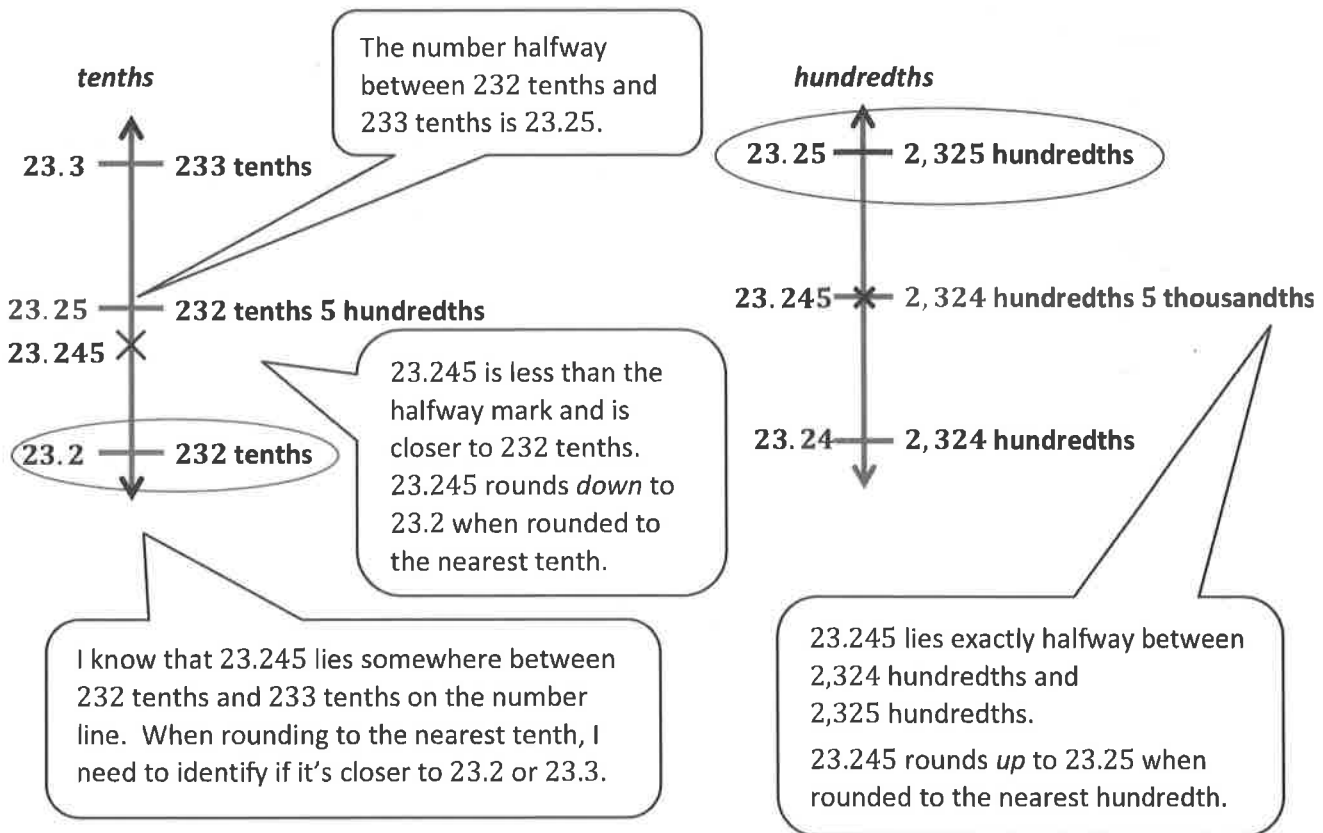 The number halfway
between 232 tenths and
233 tenths is 23.25.
tenths
23.3 233 tenths
23.25 232 tenths 5 hundredths
23.245
23.2 232 tenths
23.245 is less than the
halfway mark and is
closer to 232 tenths.
23.245 rounds down to
23.2 when rounded to
the nearest tenth.
I know that 23.245 lies somewhere between
232 tenths and 233 tenths on the number
line. When rounding to the nearest tenth, I
need to identify if it's closer to 23.2 or 23.3.
hundredths
23.25 2,325 hundredths
23.245 2,324 hundredths 5 thousandths
23.24 2,324 hundredths
23.245 lies exactly halfway between
2,324 hundredths and
2,325 hundredths.
23.245 rounds up to 23.25 when
rounded to the nearest hundredth.